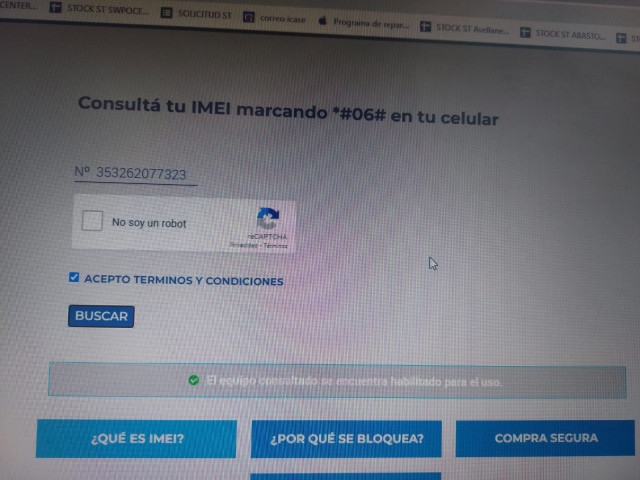 CENTER...
STOCK ST SWPOCE...
SOLICITUD ST
correo icase
Programa de repar...
STOCK ST Avellane...
STOCK ST ABASTO...
Consultá tu IMEI marcando *#06# en tu celular
Nº 353262077323
No soy un robot
reCAPTCHA
Privacidad - Términos
ACEPTO TERMINOS Y CONDICIONES
BUSCAR
El equipo consultado se encuentra habilitado para el uso.
¿QUÉ ES IMEI?
¿POR QUÉ SE BLOQUEA?
COMPRA SEGURA